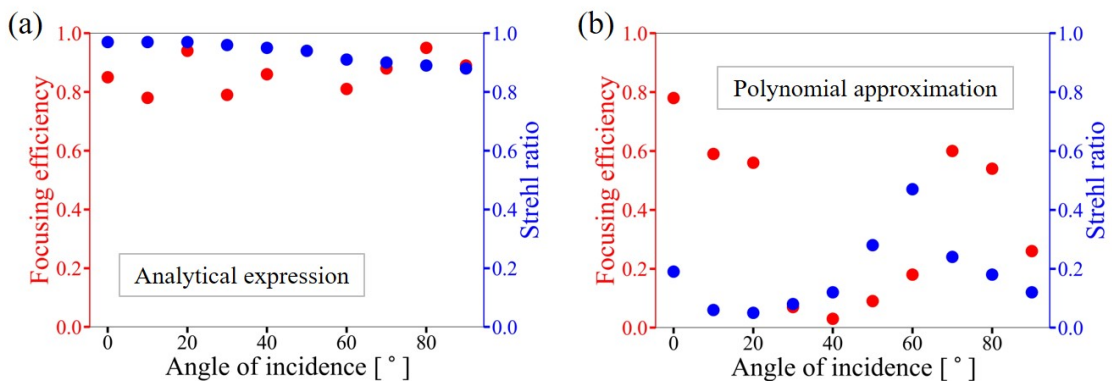 (a)
Focusing efficiency
1.0
0.8
0.6
0.4
0.2
0.0
Analytical expression
0 20 40 60 80
Angle of incidence [ ° ]
1.0
0.8
0.6
0.4
0.2
0.0
Strehl ratio
(b)
Focusing efficiency
1.0
0.8
0.6
0.4
0.2
0.0
Polynomial approximation
0 20 40 60 80
Angle of incidence [ ° ]
1.0
0.8
0.6
0.4
0.2
0.0
Strehl ratio